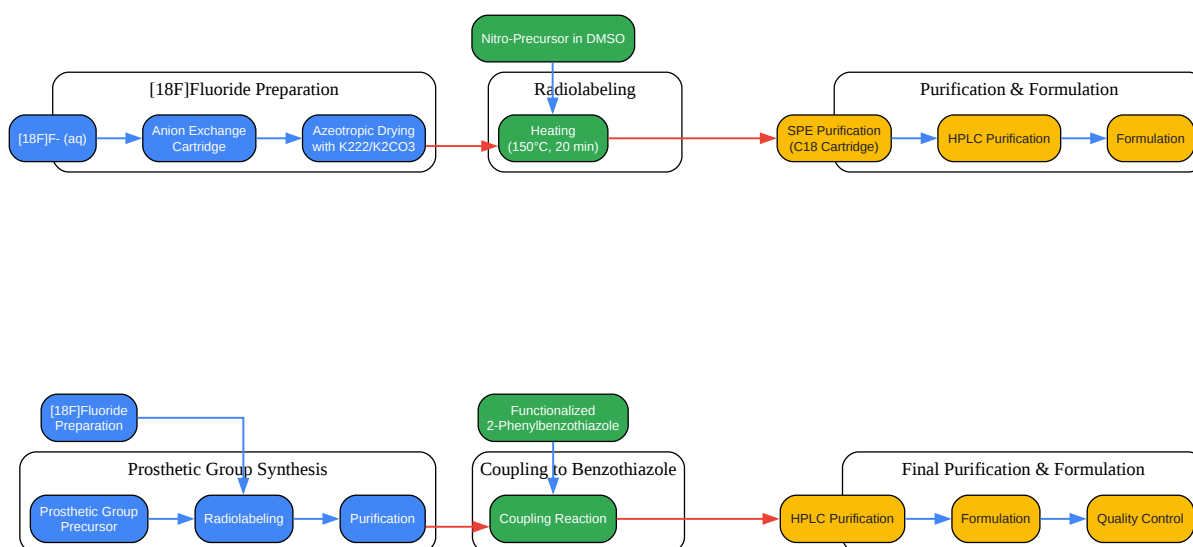 Nitro-Precursor in DMSO
[18F]Fluoride Preparation
Radiolabeling
Purification & Formulation
[18F]F- (aq)
Anion Exchange
Cartridge
Azeotropic Drying
with K222/K2CO3
Heating
(150°C, 20 min)
SPE Purification
(C18 Cartridge)
HPLC Purification
Formulation
[18F]Fluoride
Preparation
Functionalized
2-Phenylbenzothiazole
Prosthetic Group Synthesis
Coupling to Benzothiazole
Final Purification & Formulation
Prosthetic Group
Precursor
Radiolabeling
Purification
Coupling Reaction
HPLC Purification
Formulation
Quality Control